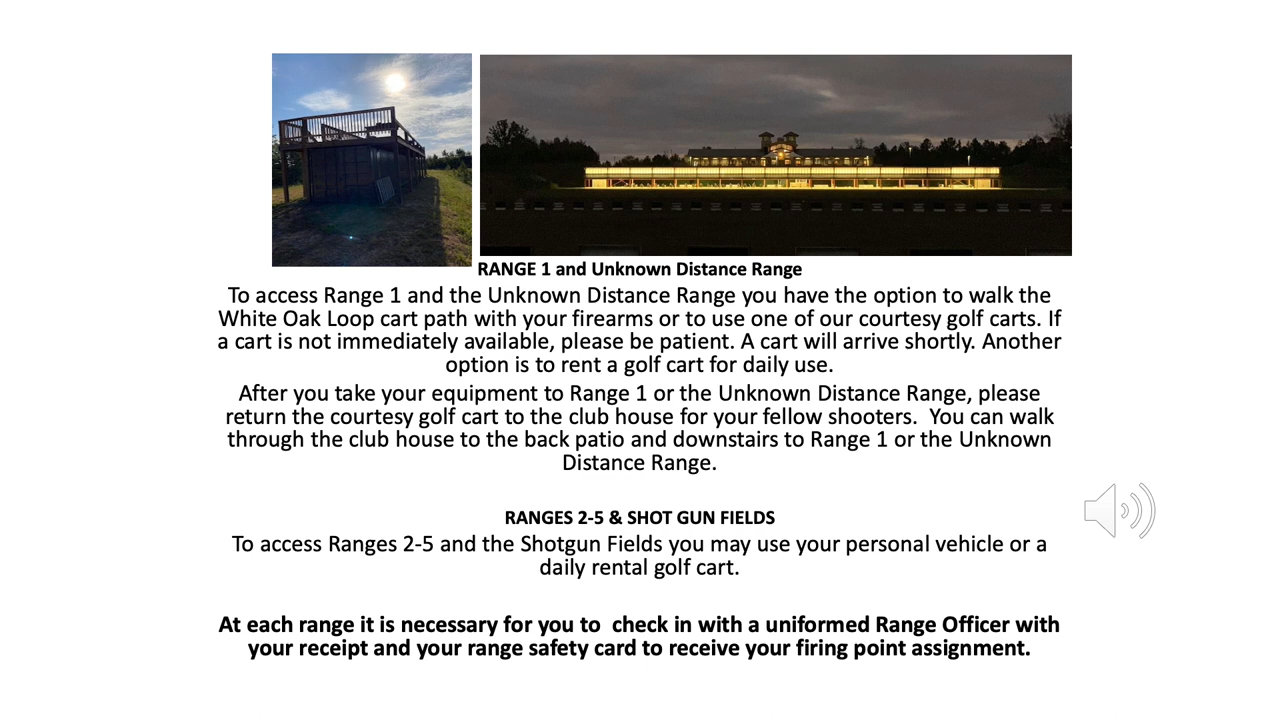 RANGE 1 and Unknown Distance Range
To access Range 1 and the Unknown Distance Range you have the option to walk the
White Oak Loop cart path with your firearms or to use one of our courtesy golf carts. If
a cart is not immediately available, please be patient. A cart will arrive shortly. Another
option is to rent a golf cart for daily use.
After you take your equipment to Range 1 or the Unknown Distance Range, please
return the courtesy golf cart to the club house for your fellow shooters.  You can walk
through the club house to the back patio and downstairs to Range 1 or the Unknown
Distance Range.
RANGES 2-5 & SHOT GUN FIELDS
To access Ranges 2-5 and the Shotgun Fields you may use your personal vehicle or a
daily rental golf cart.
At each range it is necessary for you to  check in with a uniformed Range Officer with
your receipt and your range safety card to receive your firing point assignment.